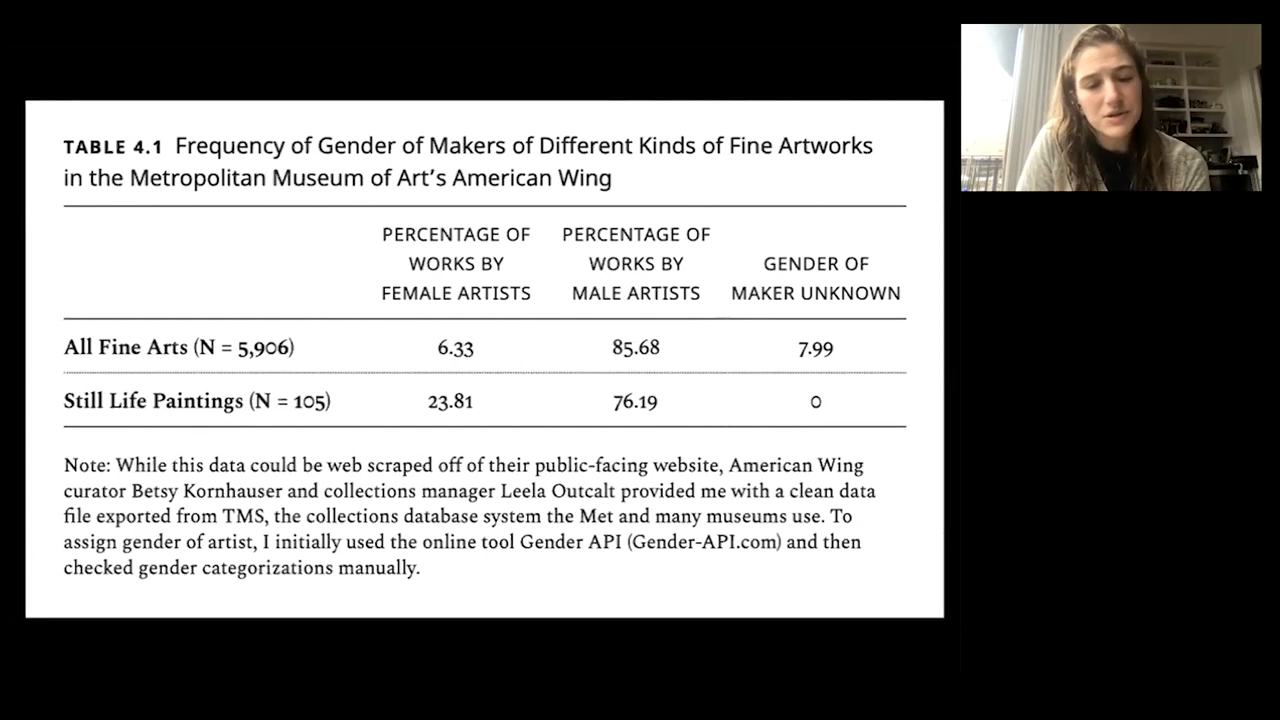 TABLE 4.1 Frequency of Gender of Makers of Different Kinds of Fine Artworks
in the Metropolitan Museum of Art’s American Wing
PERCENTAGE OF WORKS BY FEMALE ARTISTS
PERCENTAGE OF WORKS BY MALE ARTISTS
GENDER OF MAKER UNKNOWN
All Fine Arts (N = 5,906) 6.33 85.68 7.99
Still Life Paintings (N = 105) 23.81 76.19 0
Note: While this data could be web scraped off of their public-facing website, American Wing
curator Betsy Kornhauser and collections manager Leela Outcalt provided me with a clean data
file exported from TMS, the collections database system the Met and many museums use. To
assign gender of artist, I initially used the online tool Gender API (Gender-API.com) and then
checked gender categorizations manually.